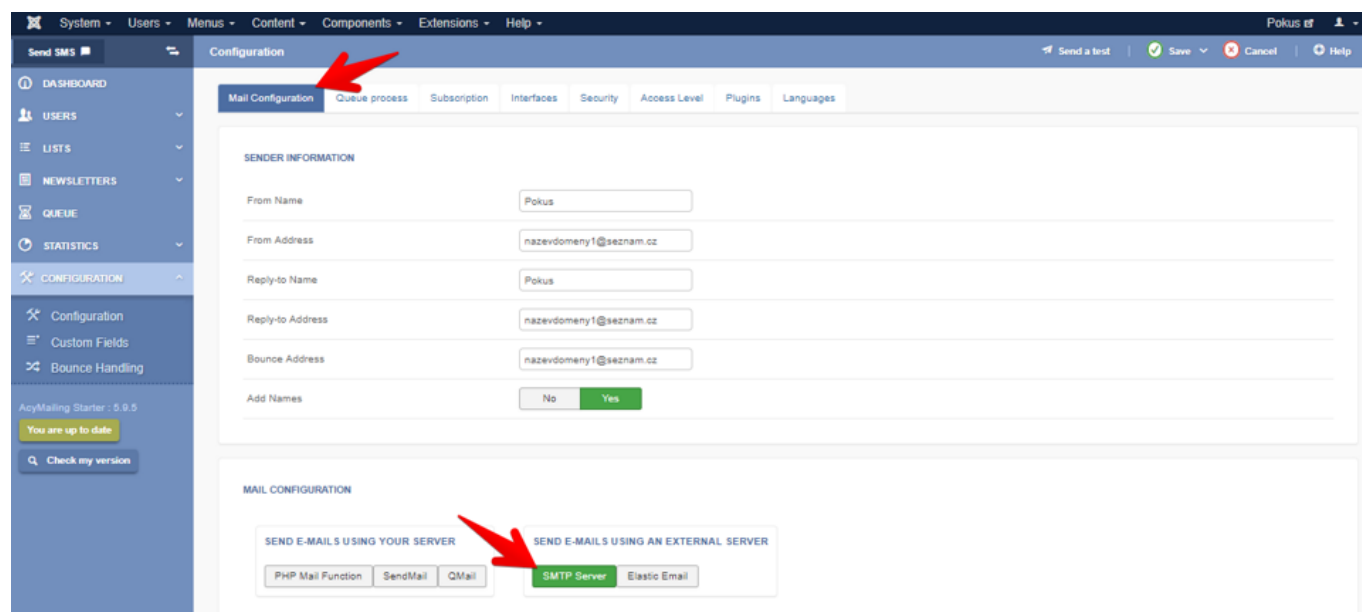 System Users Menus Content Components Extensions Help Pokus
Send SMS Configuration Send a test Save Cancel Help
DASHBOARD
Mail Configuration Queue process Subscription Interfaces Security Access Level Plugins Languages
USERS
LISTS
NEWSLETTERS
QUEUE
STATISTICS
CONFIGURATION
Configuration
Custom Fields
Bounce Handling
AcyMailing Starter : 5.9.5
You are up to date
Check my version
SENDER INFORMATION
From Name Pokus
From Address nazevdomeny1@seznam.cz
Reply-to Name Pokus
Reply-to Address nazevdomeny1@seznam.cz
Bounce Address nazevdomeny1@seznam.cz
Add Names No Yes
MAIL CONFIGURATION
SEND E-MAILS USING YOUR SERVER SEND E-MAILS USING AN EXTERNAL SERVER
PHP Mail Function SendMail QMail SMTP Server Elastic Email